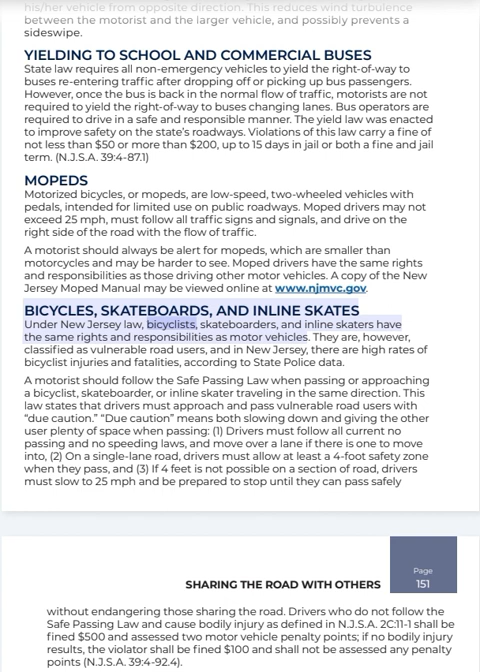 his/her vehicle from opposite direction. This reduces wind turbulence
between the motorist and the larger vehicle, and possibly prevents a
sideswipe.
YIELDING TO SCHOOL AND COMMERCIAL BUSES
State law requires all non-emergency vehicles to yield the right-of-way to
buses re-entering traffic after dropping off or picking up bus passengers.
However, once the bus is back in the normal flow of traffic, motorists are not
required to yield the right-of-way to buses changing lanes. Bus operators are
required to drive in a safe and responsible manner. The yield law was enacted
to improve safety on the state's roadways. Violations of this law carry a fine of
not less than $50 or more than $200, up to 15 days in jail or both a fine and jail
term. (N.J.S.A. 39:4-87.1)
MOPEDS
Motorized bicycles, or mopeds, are low-speed, two-wheeled vehicles with
pedals, intended for limited use on public roadways. Moped drivers may not
exceed 25 mph, must follow all traffic signs and signals, and drive on the
right side of the road with the flow of traffic.
A motorist should always be alert for mopeds, which are smaller than
motorcycles and may be harder to see. Moped drivers have the same rights
and responsibilities as those driving other motor vehicles. A copy of the New
Jersey Moped Manual may be viewed online at www.njmvc.gov.
BICYCLES, SKATEBOARDS, AND INLINE SKATES
Under New Jersey law, bicyclists, skateboarders, and inline skaters have
the same rights and responsibilities as motor vehicles. They are, however,
classified as vulnerable road users, and in New Jersey, there are high rates of
bicyclist injuries and fatalities, according to State Police data.
A motorist should follow the Safe Passing Law when passing or approaching
a bicyclist, skateboarder, or inline skater traveling in the same direction. This
law states that drivers must approach and pass vulnerable road users with
"due caution." "Due caution" means both slowing down and giving the other
user plenty of space when passing: (1) Drivers must follow all current no
passing and no speeding laws, and move over a lane if there is one to move
into, (2) On a single-lane road, drivers must allow at least a 4-foot safety zone
when they pass, and (3) If 4 feet is not possible on a section of road, drivers
must slow to 25 mph and be prepared to stop until they can pass safely
Page
SHARING THE ROAD WITH OTHERS 151
without endangering those sharing the road. Drivers who do not follow the
Safe Passing Law and cause bodily injury as defined in N.J.S.A. 2C:11-1 shall be
fined $500 and assessed two motor vehicle penalty points; if no bodily injury
results, the violator shall be fined $100 and shall not be assessed any penalty
points (N.J.S.A. 39:4-92.4).